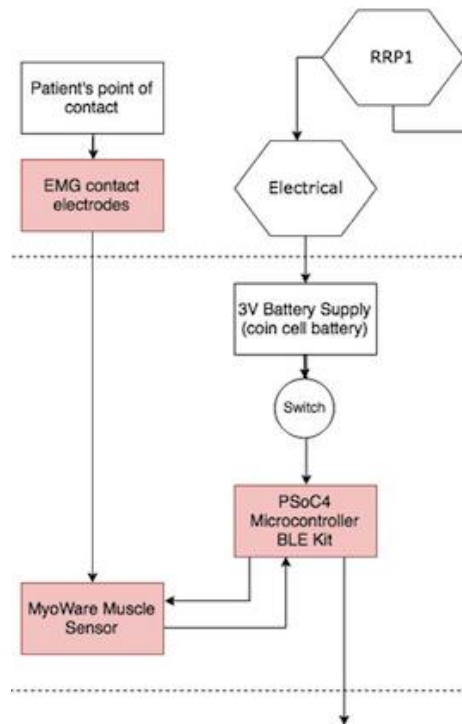 RRP1
Patient's point of
contact
EMG contact
electrodes
Electrical
3V Battery Supply
(coin cell battery)
Switch
PSoC4
Microcontroller
BLE Kit
MyoWare Muscle
Sensor